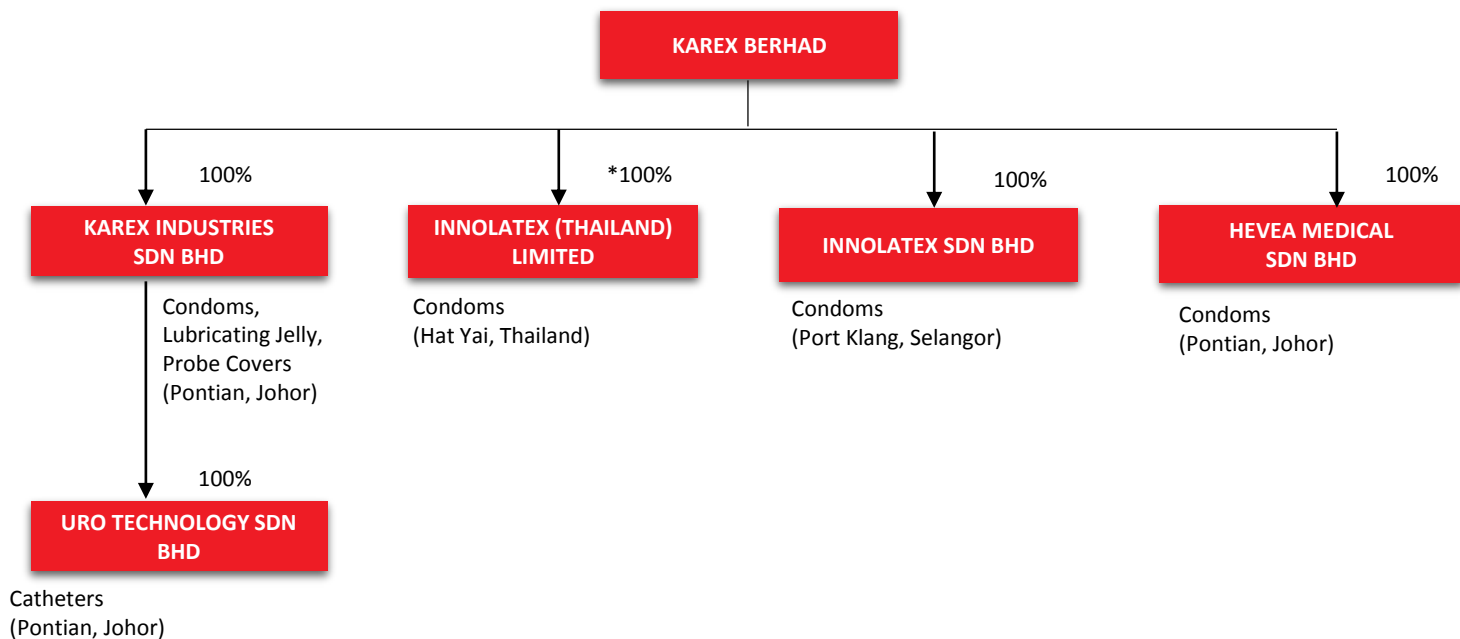 KAREX BERHAD
100%
*100%
100%
100%
KAREX INDUSTRIES
SDN BHD
INNOLATEX (THAILAND)
LIMITED
INNOLATEX SDN BHD
HEVEA MEDICAL
SDN BHD
Condoms,
Lubricating Jelly,
Probe Covers
(Pontian, Johor)
Condoms
(Hat Yai, Thailand)
Condoms
(Port Klang, Selangor)
Condoms
(Pontian, Johor)
100%
URO TECHNOLOGY SDN
BHD
Catheters
(Pontian, Johor)